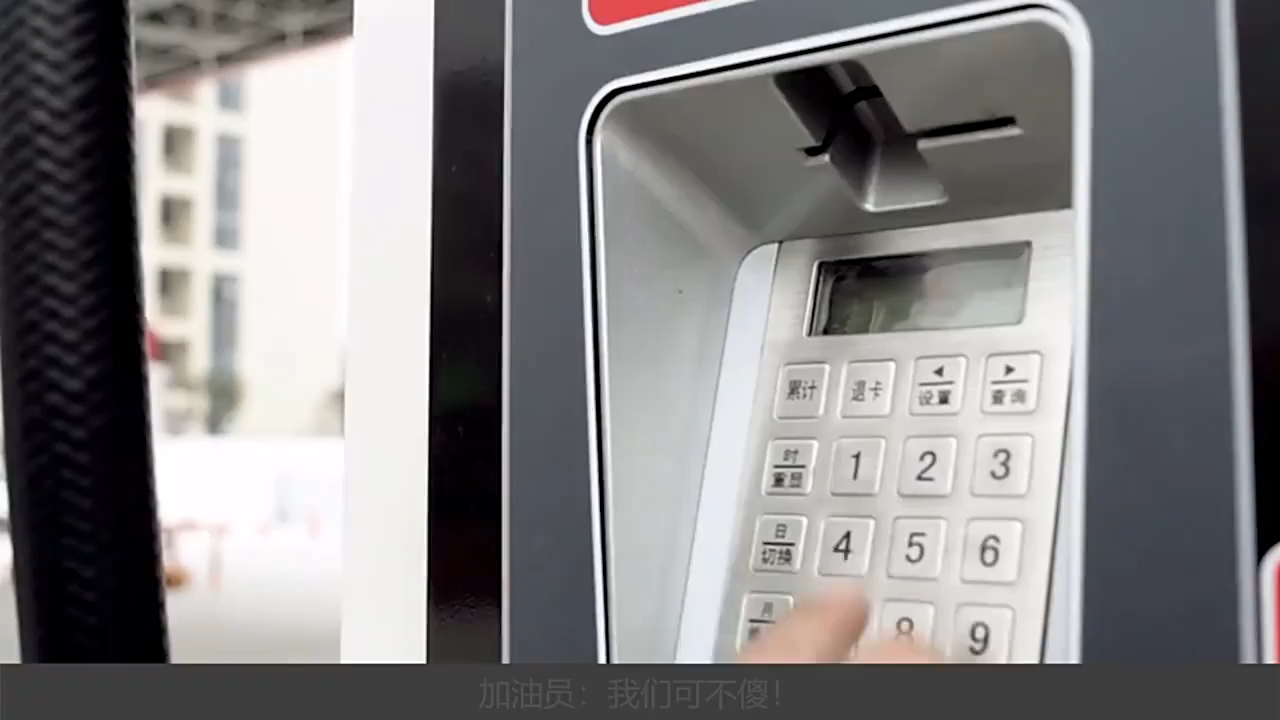 累计 退卡 ◀ 设置 ▶ 查询
时 重显 1 2 3
日 切换 4 5 6
月 8 9
加油员：我们可不傻！